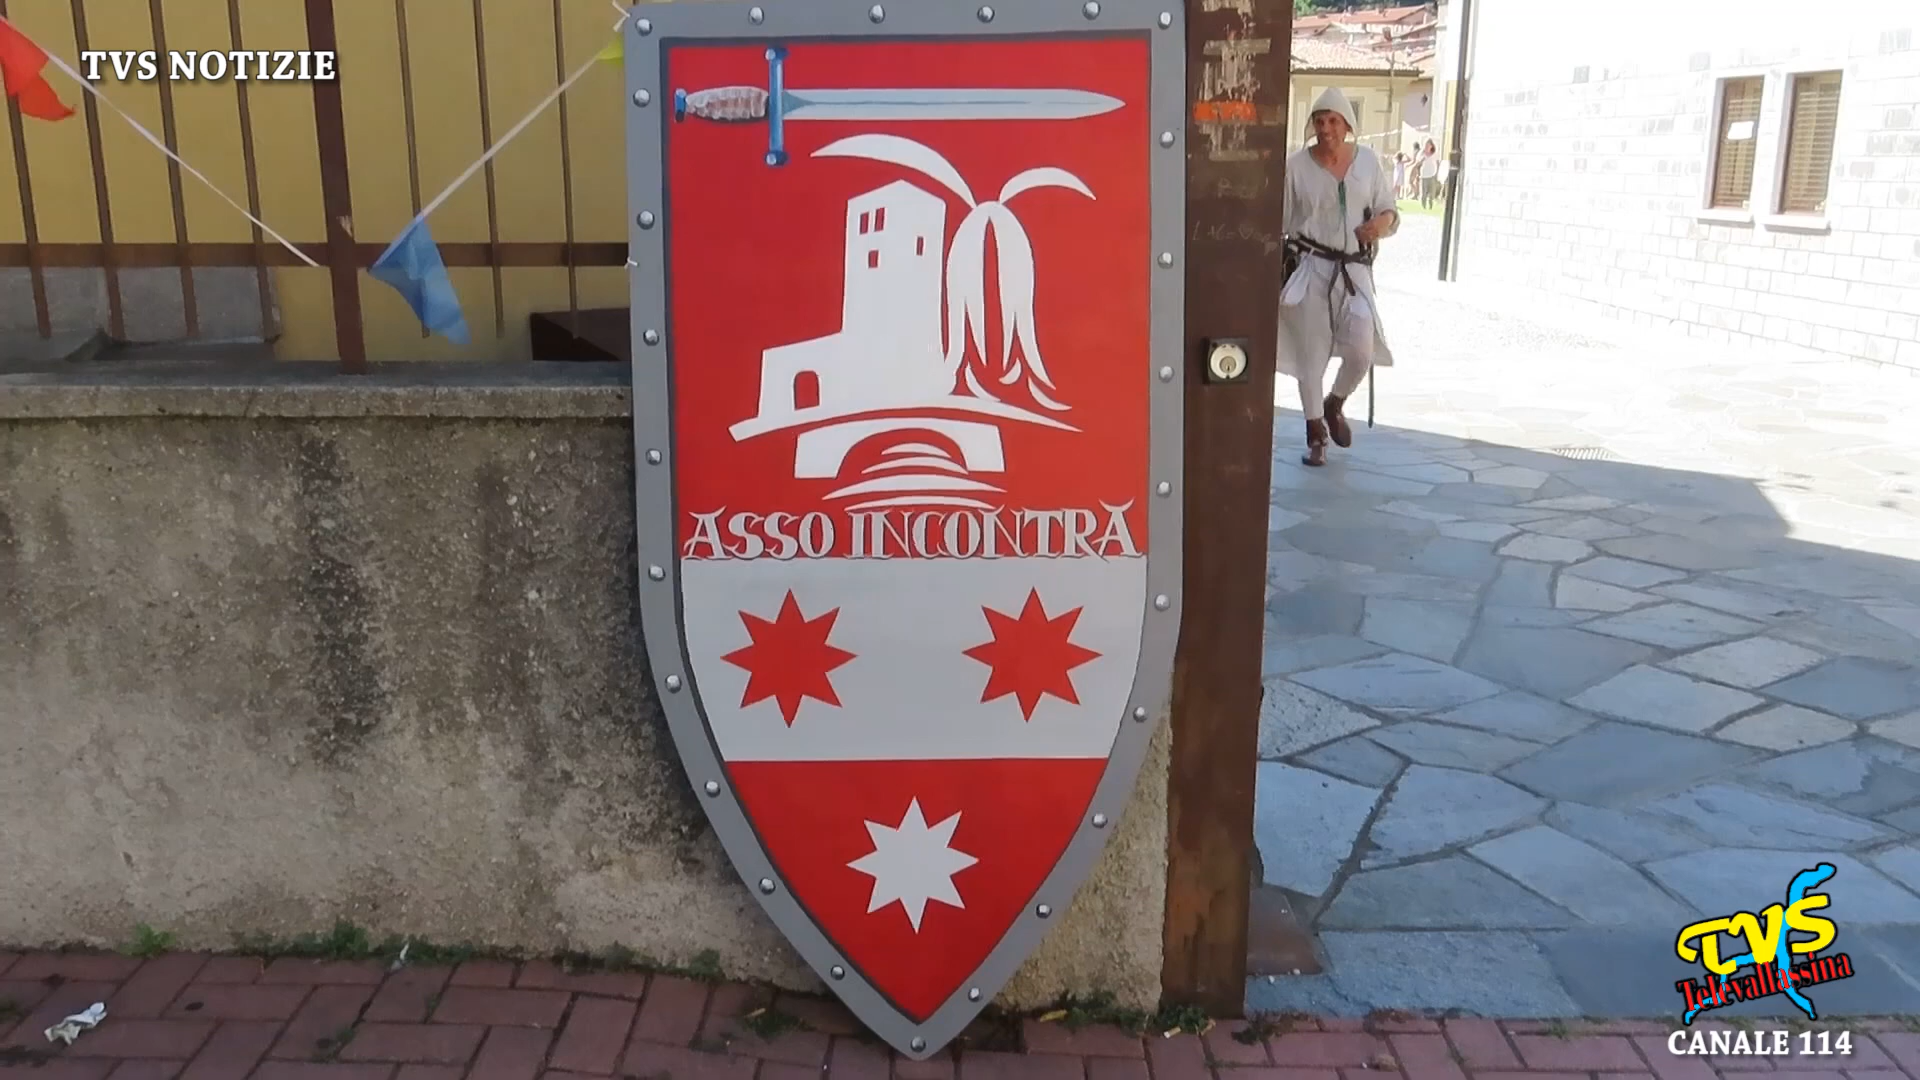 TVS NOTIZIE
ASSO INCONTRA
TVS
Televallassina
CANALE 114